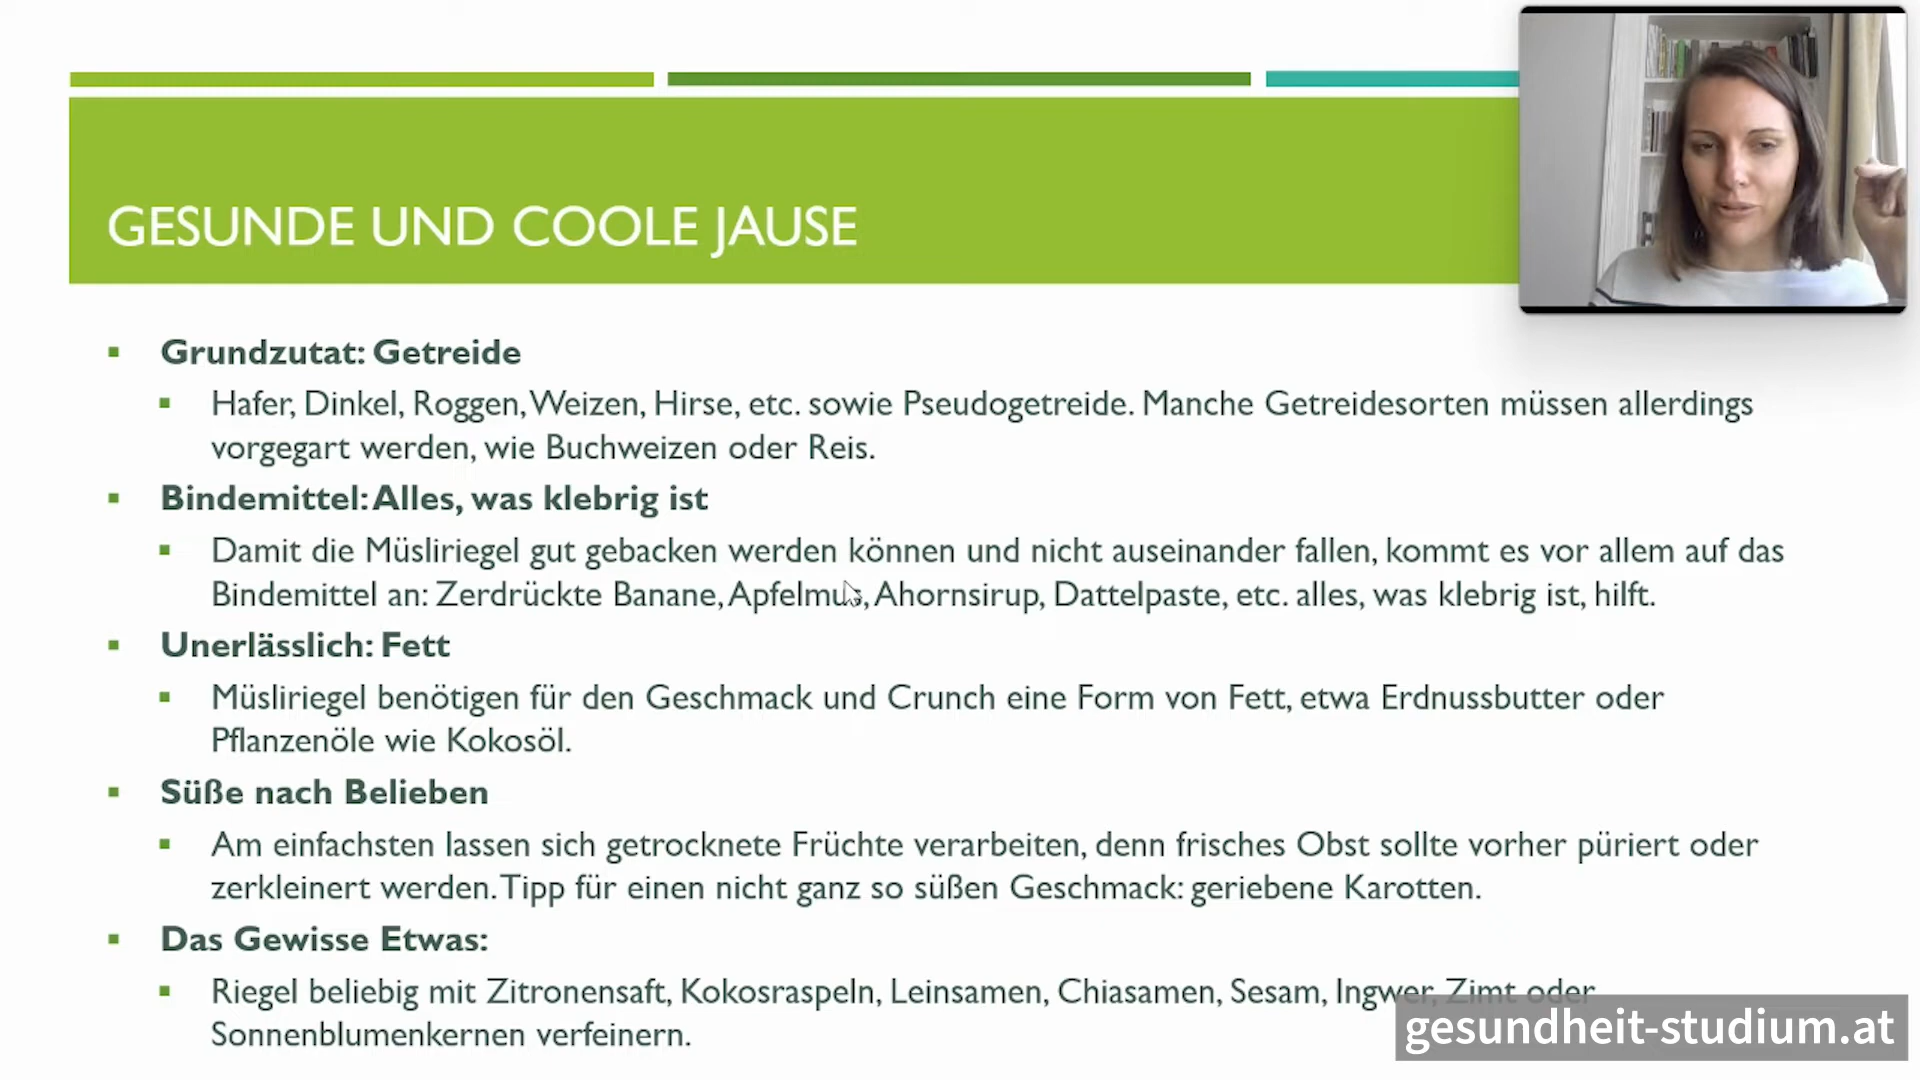 GESUNDE UND COOLE JAUSE
Grundzutat: Getreide
Hafer, Dinkel, Roggen, Weizen, Hirse, etc. sowie Pseudogetreide. Manche Getreidesorten müssen allerdings
vorgegart werden, wie Buchweizen oder Reis.
Bindemittel: Alles, was klebrig ist
Damit die Müsliriegel gut gebacken werden können und nicht auseinander fallen, kommt es vor allem auf das
Bindemittel an: Zerdrückte Banane, Apfelmus, Ahornsirup, Dattelpaste, etc. alles, was klebrig ist, hilft.
Unerlässlich: Fett
Müsliriegel benötigen für den Geschmack und Crunch eine Form von Fett, etwa Erdnussbutter oder
Pflanzenöle wie Kokosöl.
Süße nach Belieben
Am einfachsten lassen sich getrocknete Früchte verarbeiten, denn frisches Obst sollte vorher püriert oder
zerkleinert werden. Tipp für einen nicht ganz so süßen Geschmack: geriebene Karotten.
Das Gewisse Etwas:
Riegel beliebig mit Zitronensaft, Kokosraspeln, Leinsamen, Chiasamen, Sesam, Ingwer, Zimt oder
Sonnenblumenkernen verfeinern.
gesundheit-studium.at